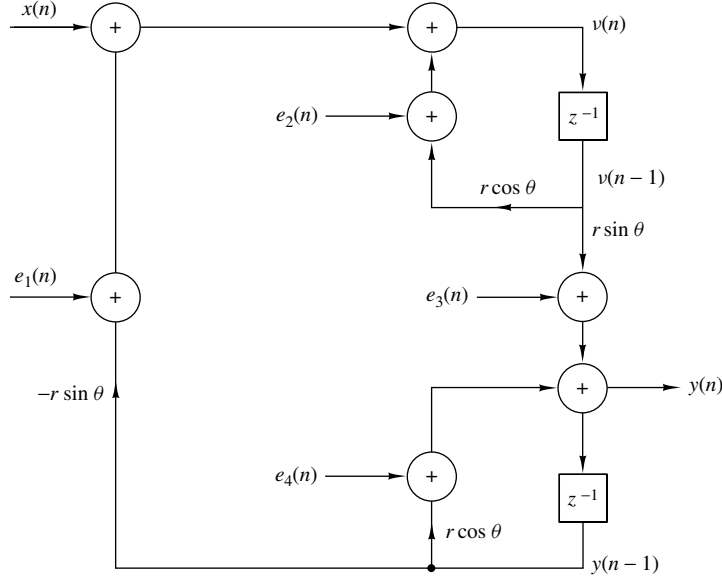 x(n)
+
+
v(n)
e₂(n)
+
z⁻¹
r cos θ
v(n − 1)
r sin θ
e₁(n)
+
e₃(n)
+
−r sin θ
+
y(n)
e₄(n)
+
z⁻¹
r cos θ
y(n − 1)